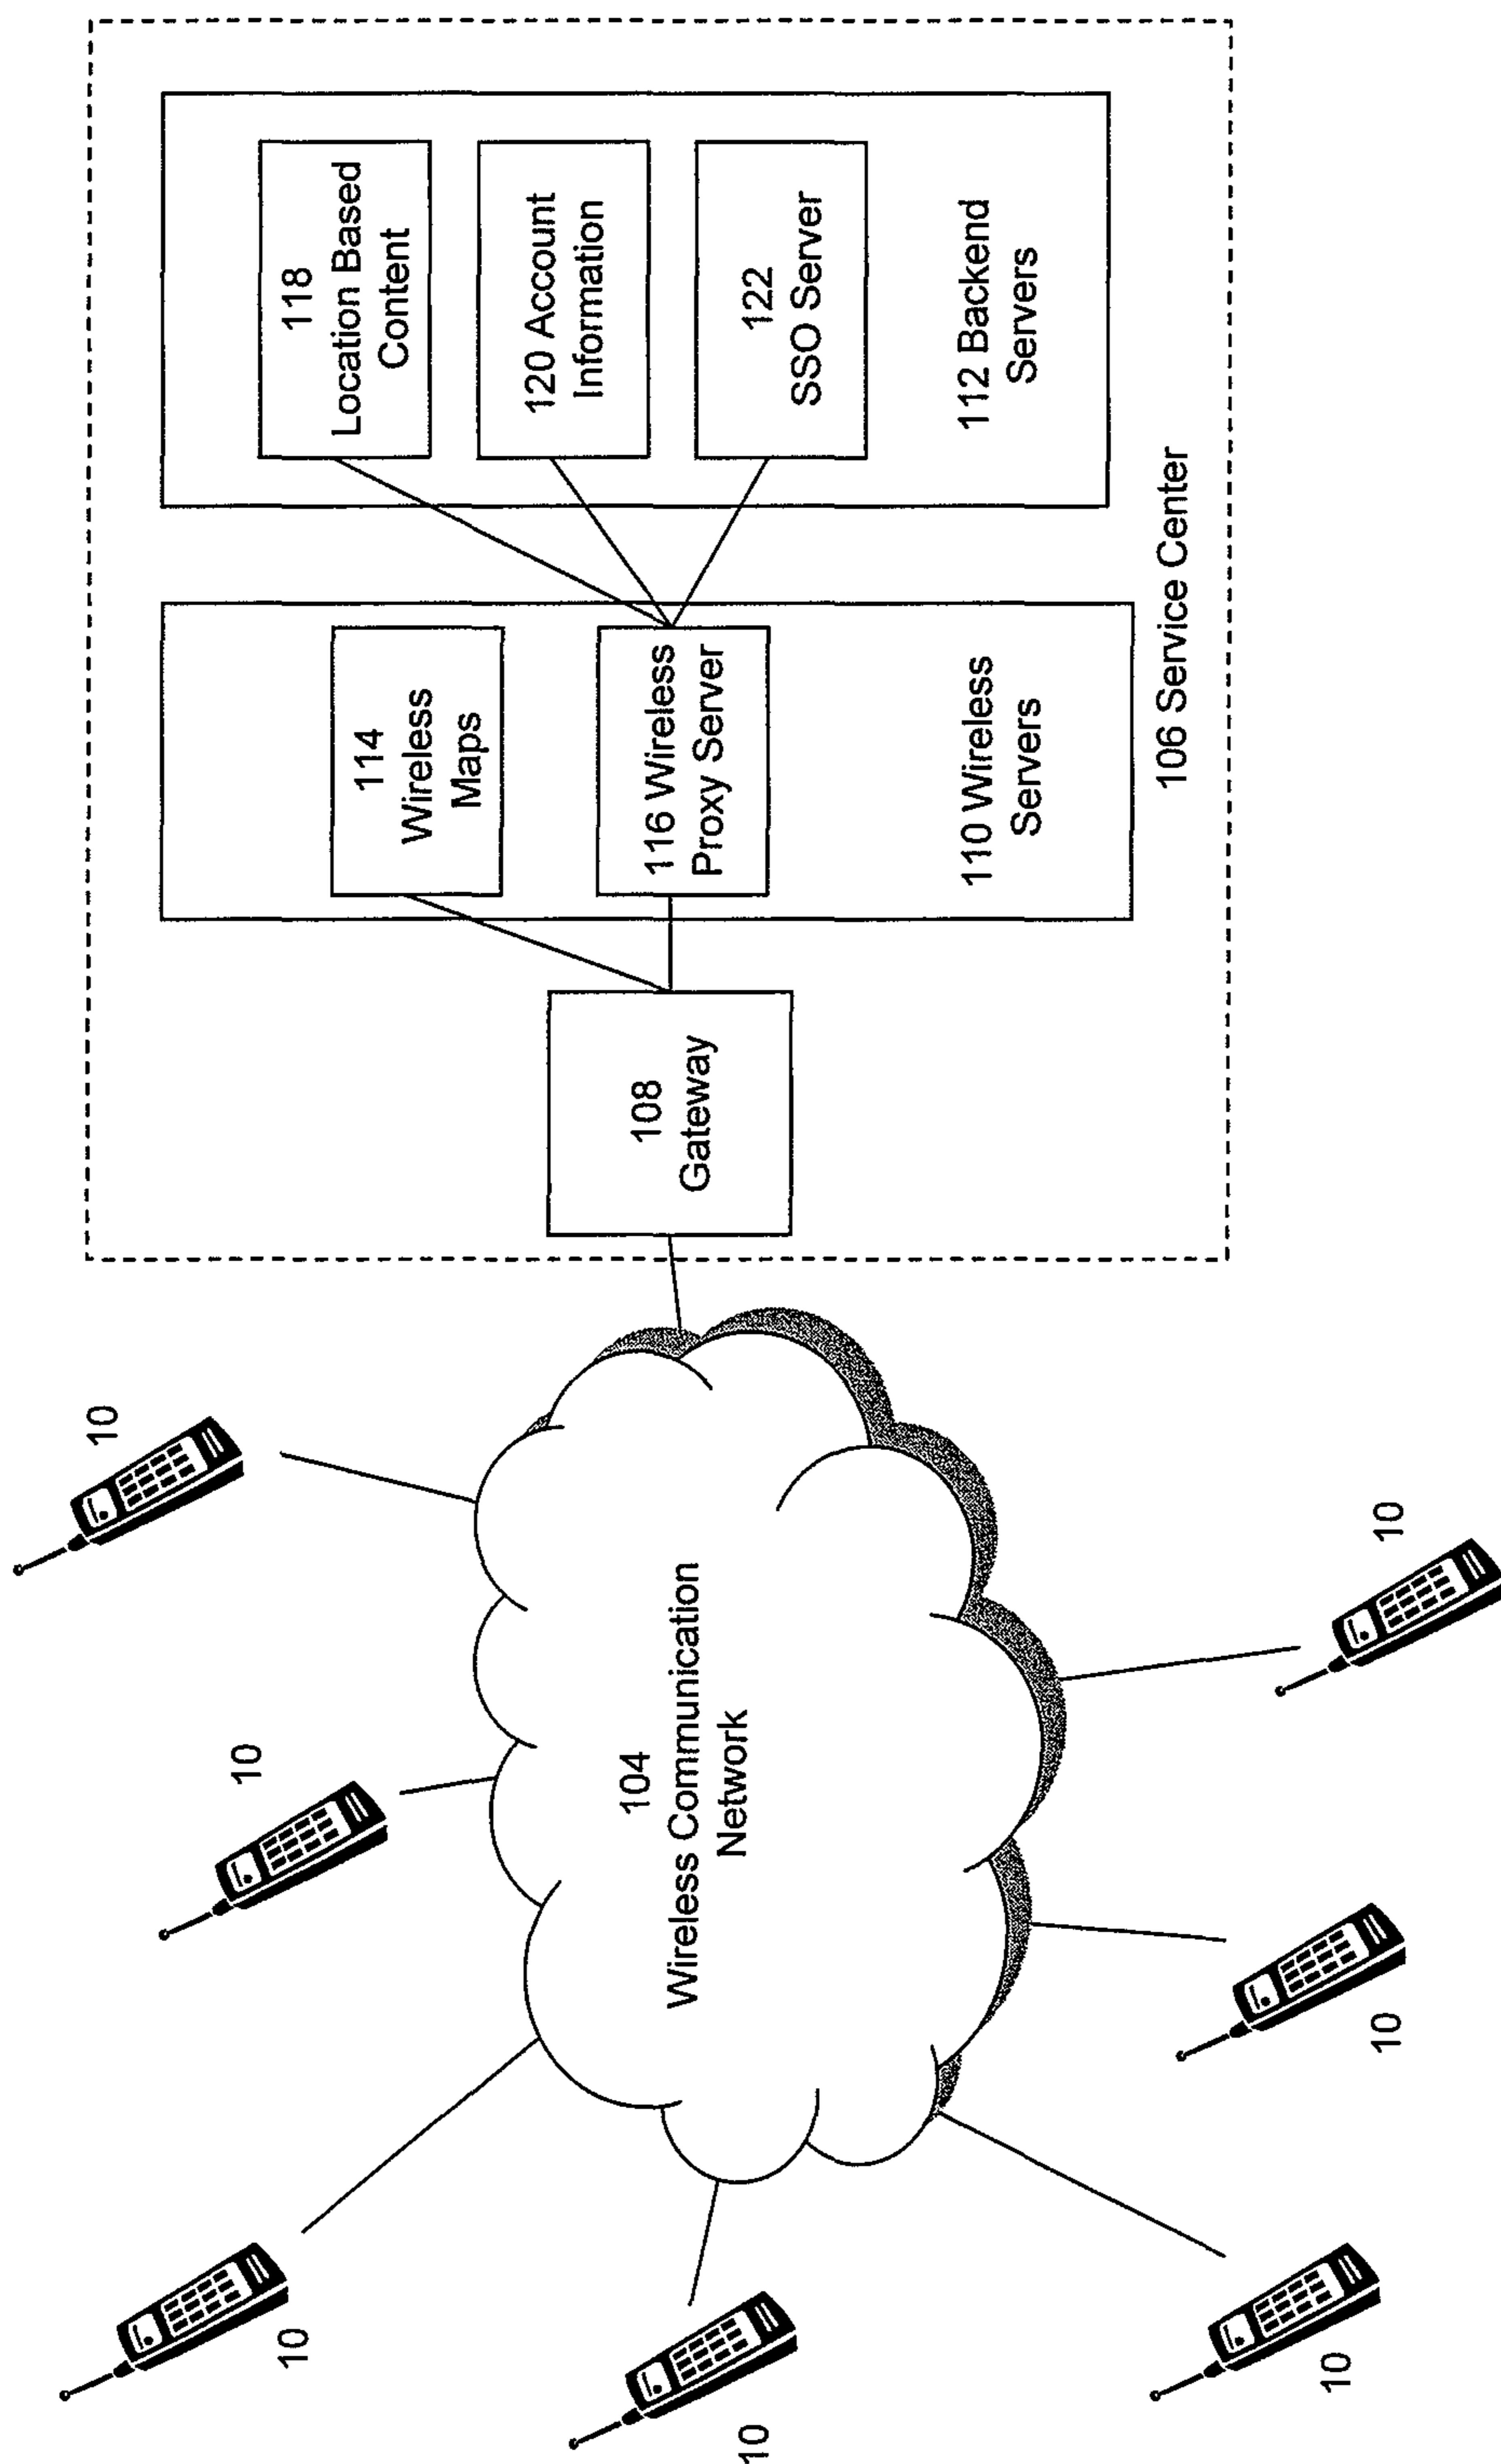 10
10
10
10
10
10
10
104
Wireless Communication
Network
108
Gateway
114
Wireless
Maps
116 Wireless
Proxy Server
110 Wireless
Servers
118
Location Based
Content
120 Account
Information
122
SSO Server
112 Backend
Servers
106 Service Center